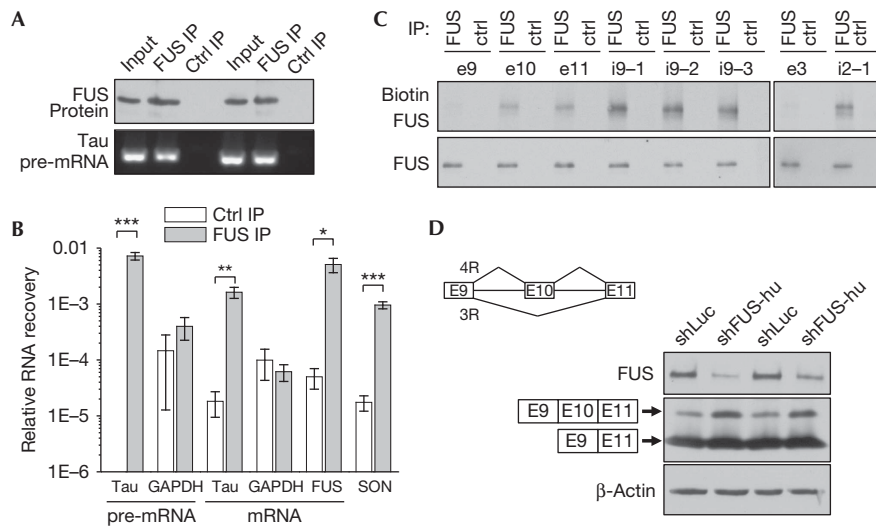 A
Input
FUS IP
Ctrl IP
Input
FUS IP
Ctrl IP
FUS
Protein
Tau
pre-mRNA
B
Ctrl IP
FUS IP
Relative RNA recovery
0.01
1E–3
1E–4
1E–5
1E–6
***
**
*
***
Tau GAPDH Tau GAPDH FUS SON
pre-mRNA mRNA
C
IP: FUS ctrl FUS ctrl FUS ctrl FUS ctrl FUS ctrl FUS ctrl FUS ctrl FUS ctrl
e9 e10 e11 i9–1 i9–2 i9–3 e3 i2–1
Biotin
FUS
FUS
D
4R
E9 E10 E11
3R
shLuc
shFUS-hu
shLuc
shFUS-hu
FUS
E9 E10 E11
E9 E11
β-Actin